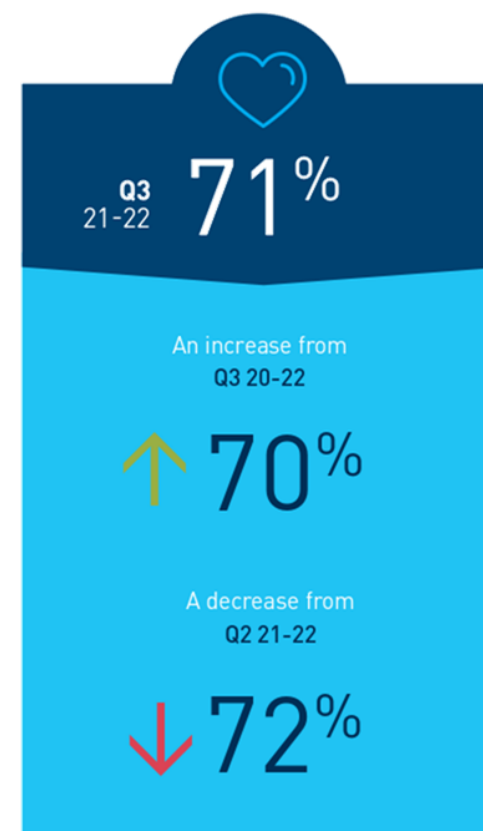 Q3
21-22
71%
An increase from
Q3 20-22
70%
A decrease from
Q2 21-22
72%